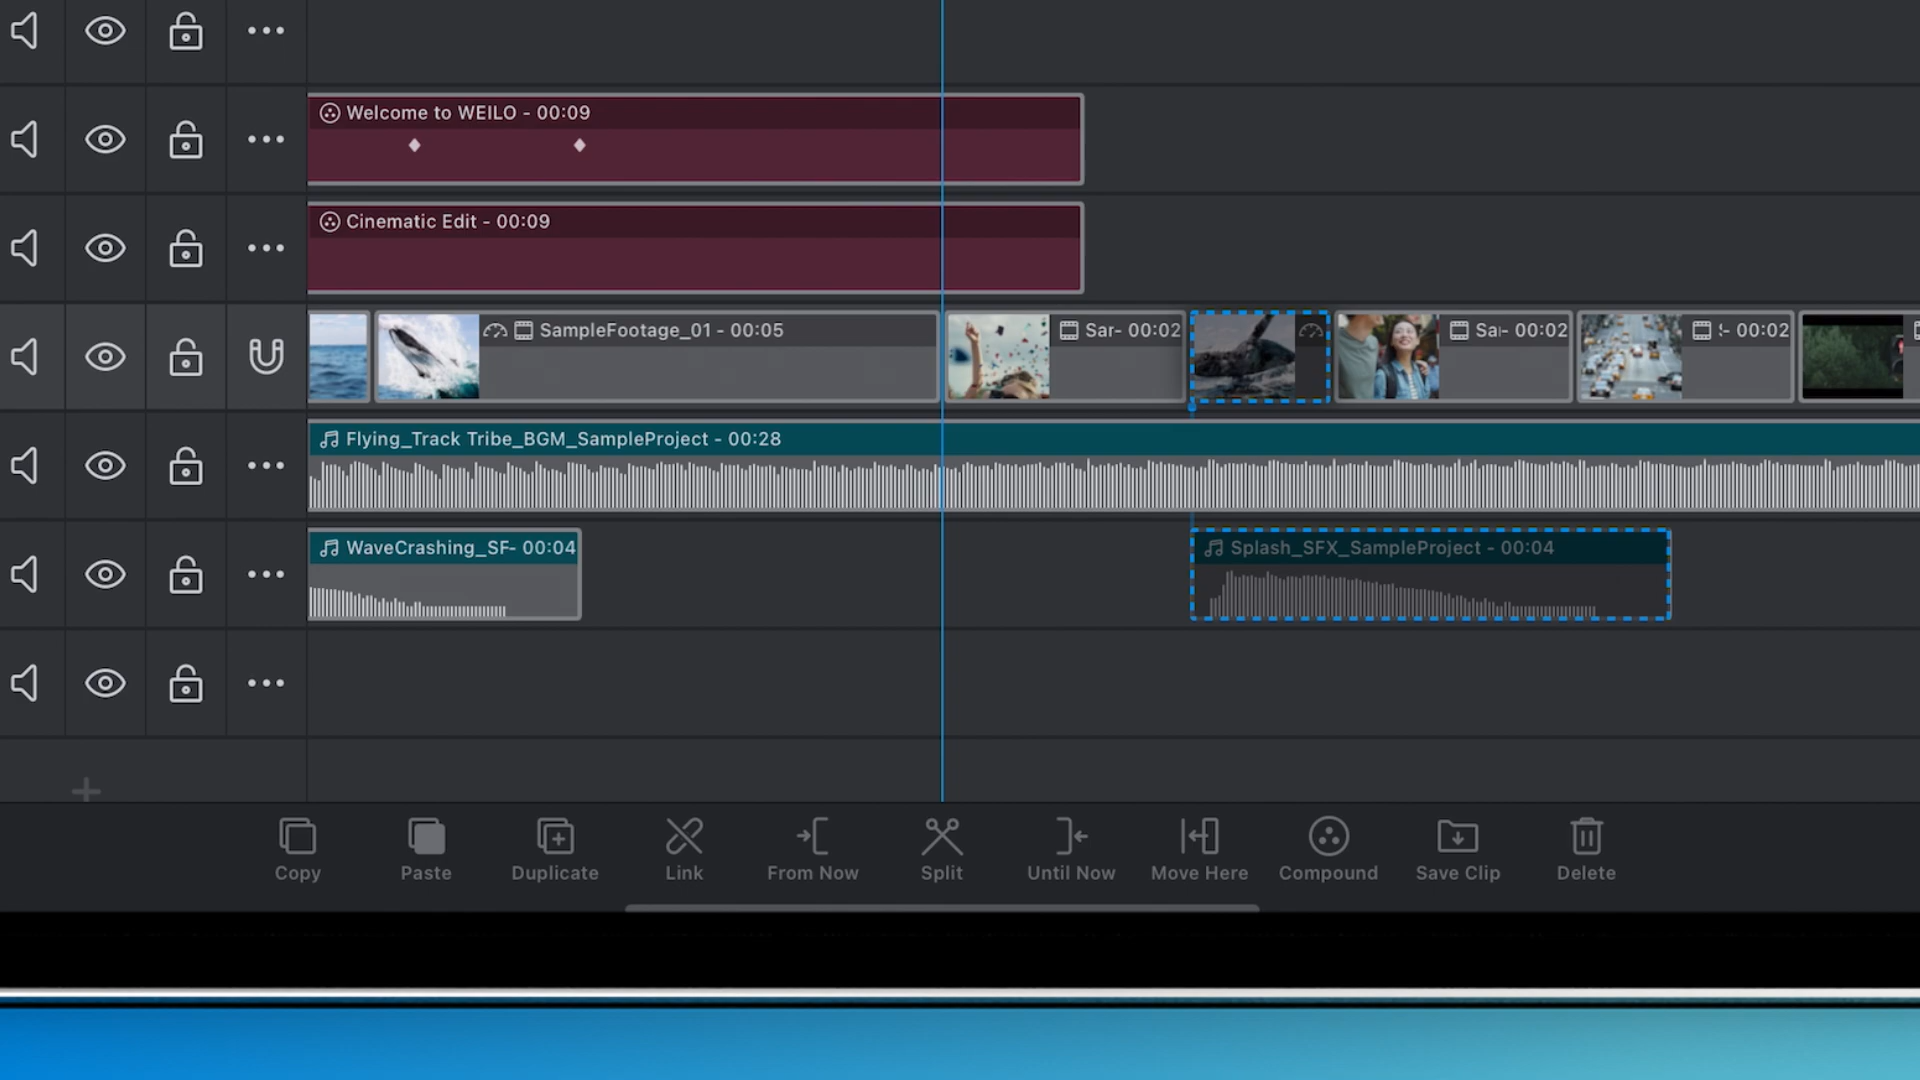 Welcome to WEILO - 00:09
Cinematic Edit - 00:09
SampleFootage_01 - 00:05
Sar- 00:02
Sa- 00:02
- 00:02
Flying_Track Tribe_BGM_SampleProject - 00:28
WaveCrashing_SF- 00:04
Splash_SFX_SampleProject - 00:04
Copy
Paste
Duplicate
Link
From Now
Split
Until Now
Move Here
Compound
Save Clip
Delete